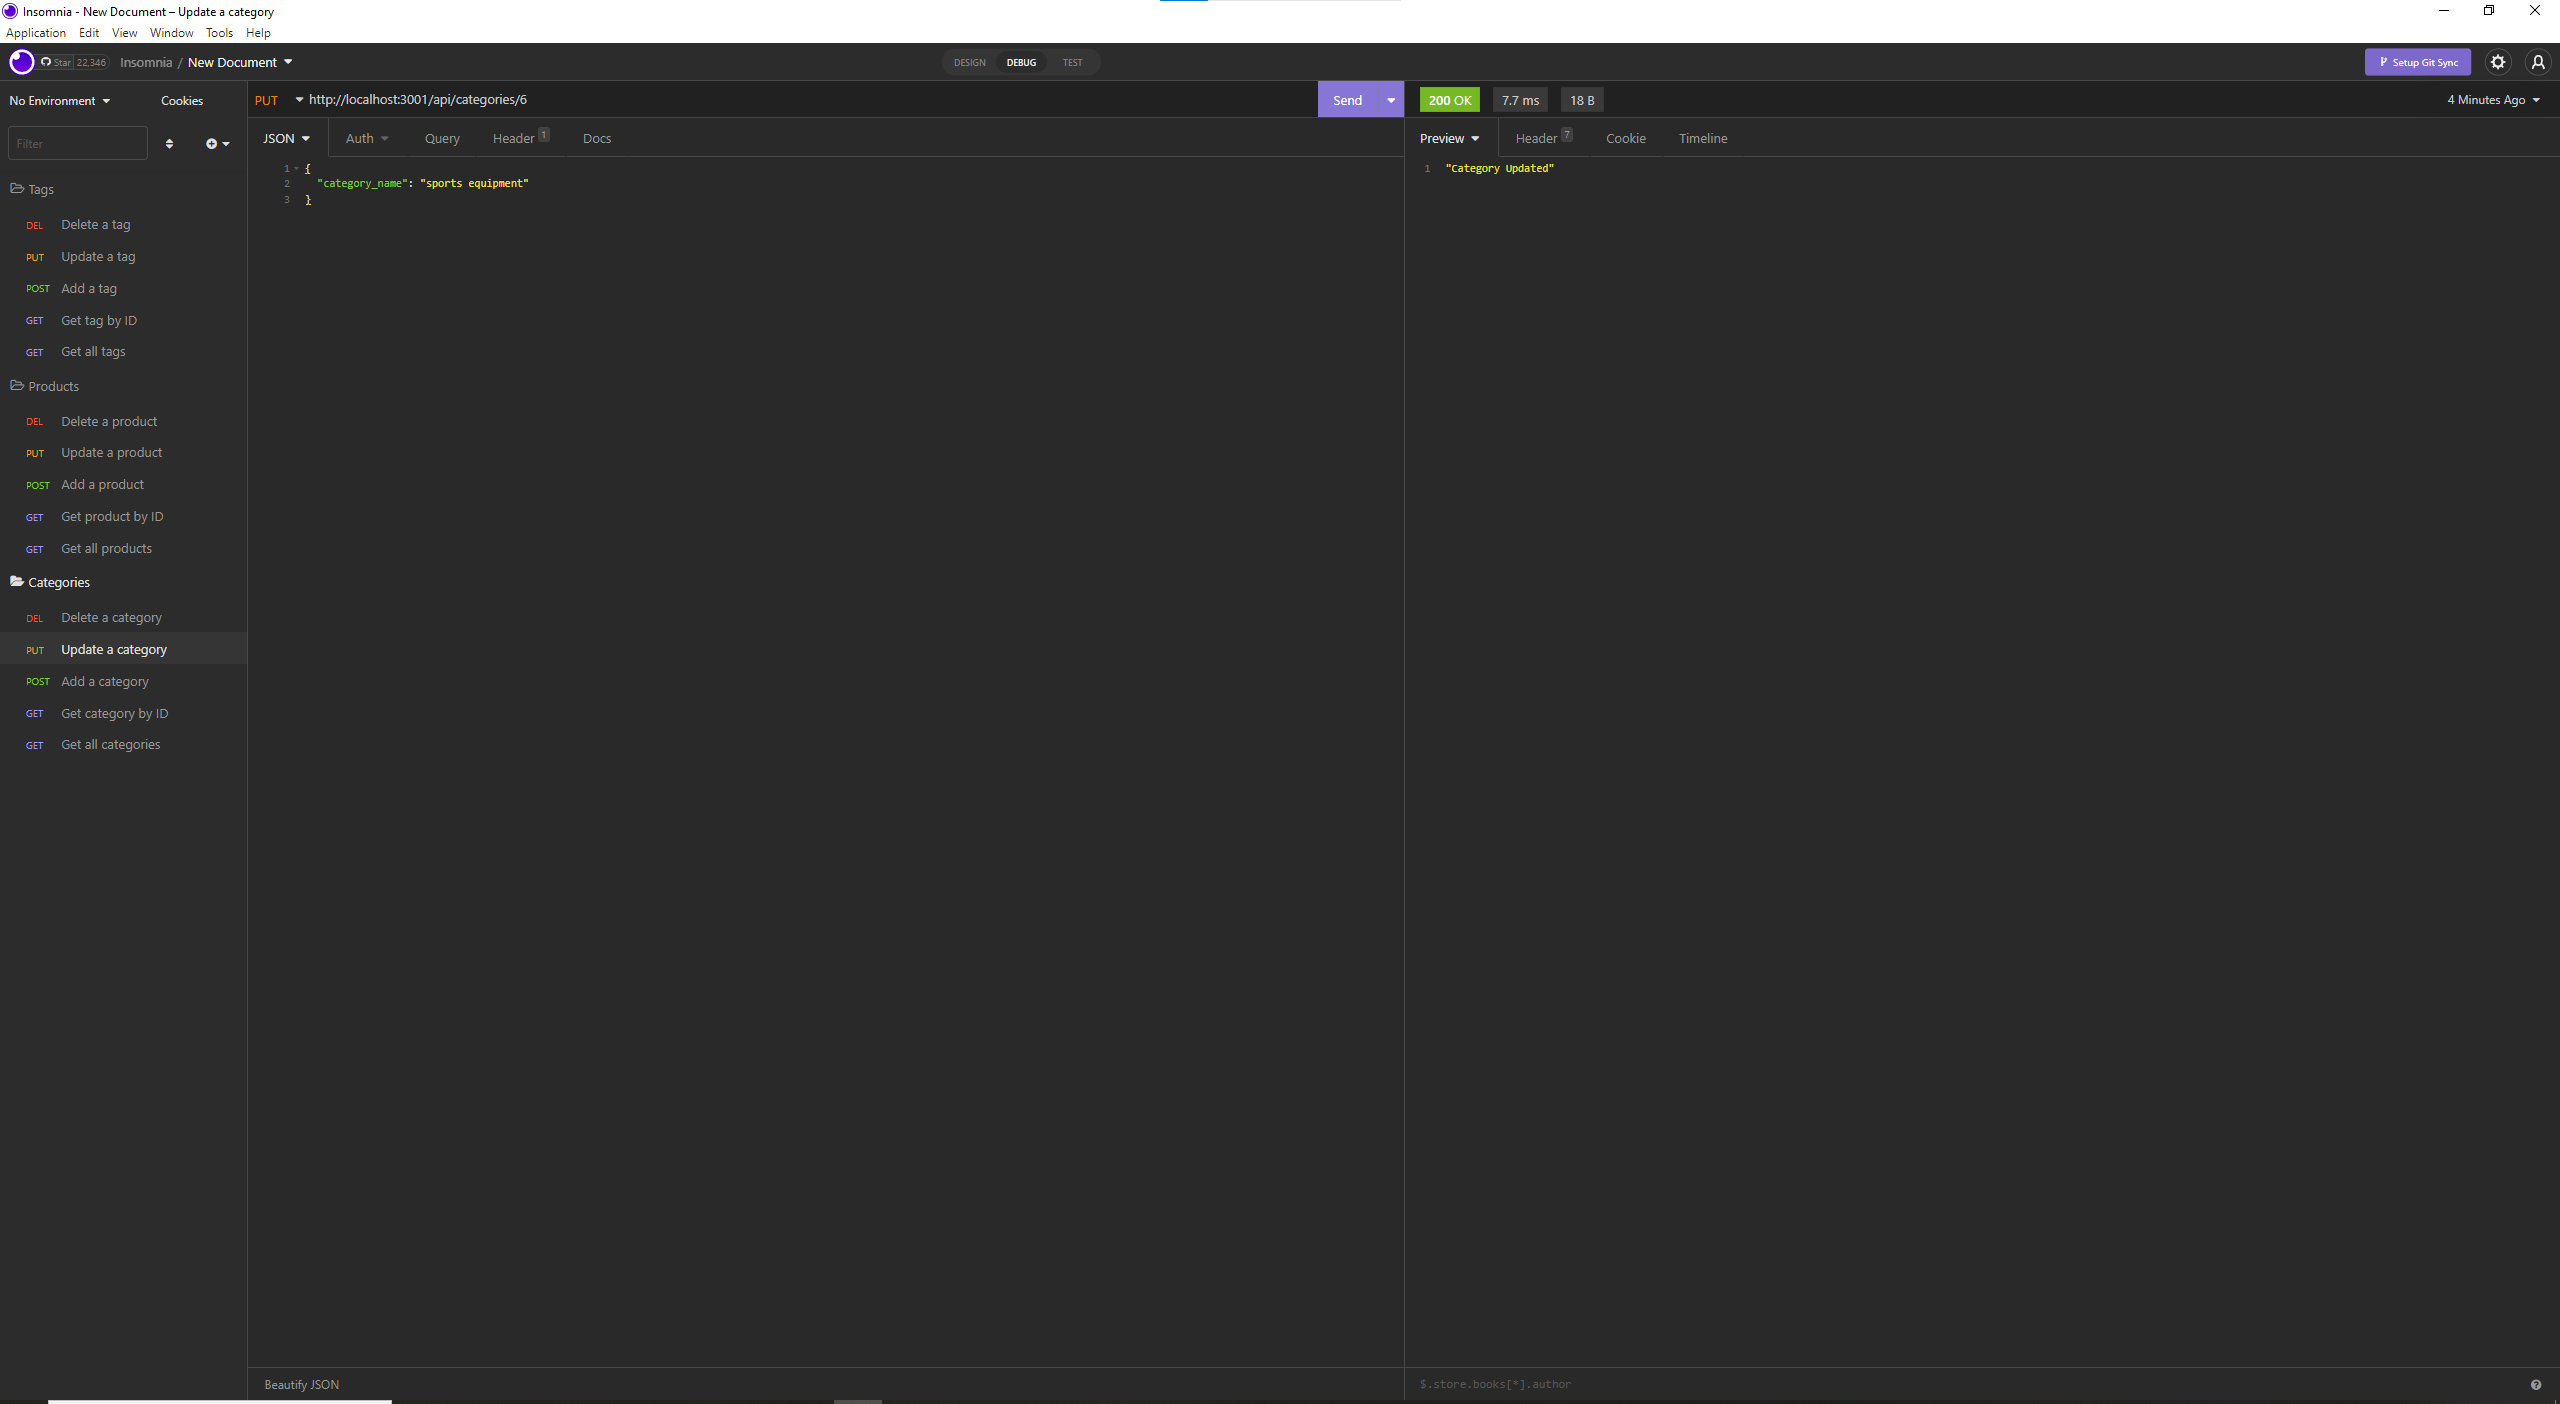 Insomnia - New Document – Update a category
Application Edit View Window Tools Help
Star 22,346 Insomnia / New Document DESIGN DEBUG TEST Setup Git Sync
No Environment Cookies
PUT http://localhost:3001/api/categories/6 Send
200 OK 7.7 ms 18 B 4 Minutes Ago
Filter
JSON Auth Query Header 1 Docs
Preview Header 7 Cookie Timeline
1 {
2 "category_name": "sports equipment"
3 }
1 "Category Updated"
Tags
DEL Delete a tag
PUT Update a tag
POST Add a tag
GET Get tag by ID
GET Get all tags
Products
DEL Delete a product
PUT Update a product
POST Add a product
GET Get product by ID
GET Get all products
Categories
DEL Delete a category
PUT Update a category
POST Add a category
GET Get category by ID
GET Get all categories
Beautify JSON
$.store.books[*].author